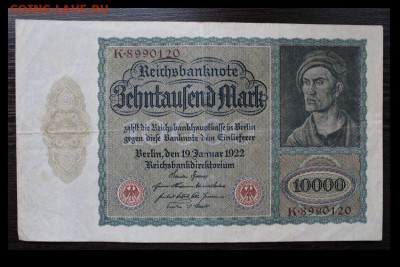 COINS.LAVE.RU
K·8990120
Reichsbanknote
Zehntausend Mark
zahlt die Reichsbankhauptkasse in Berlin
gegen diese Banknote dem Einlieferer
Berlin, den 19. Januar 1922
Reichsbankdirektorium
10000
K·8990120